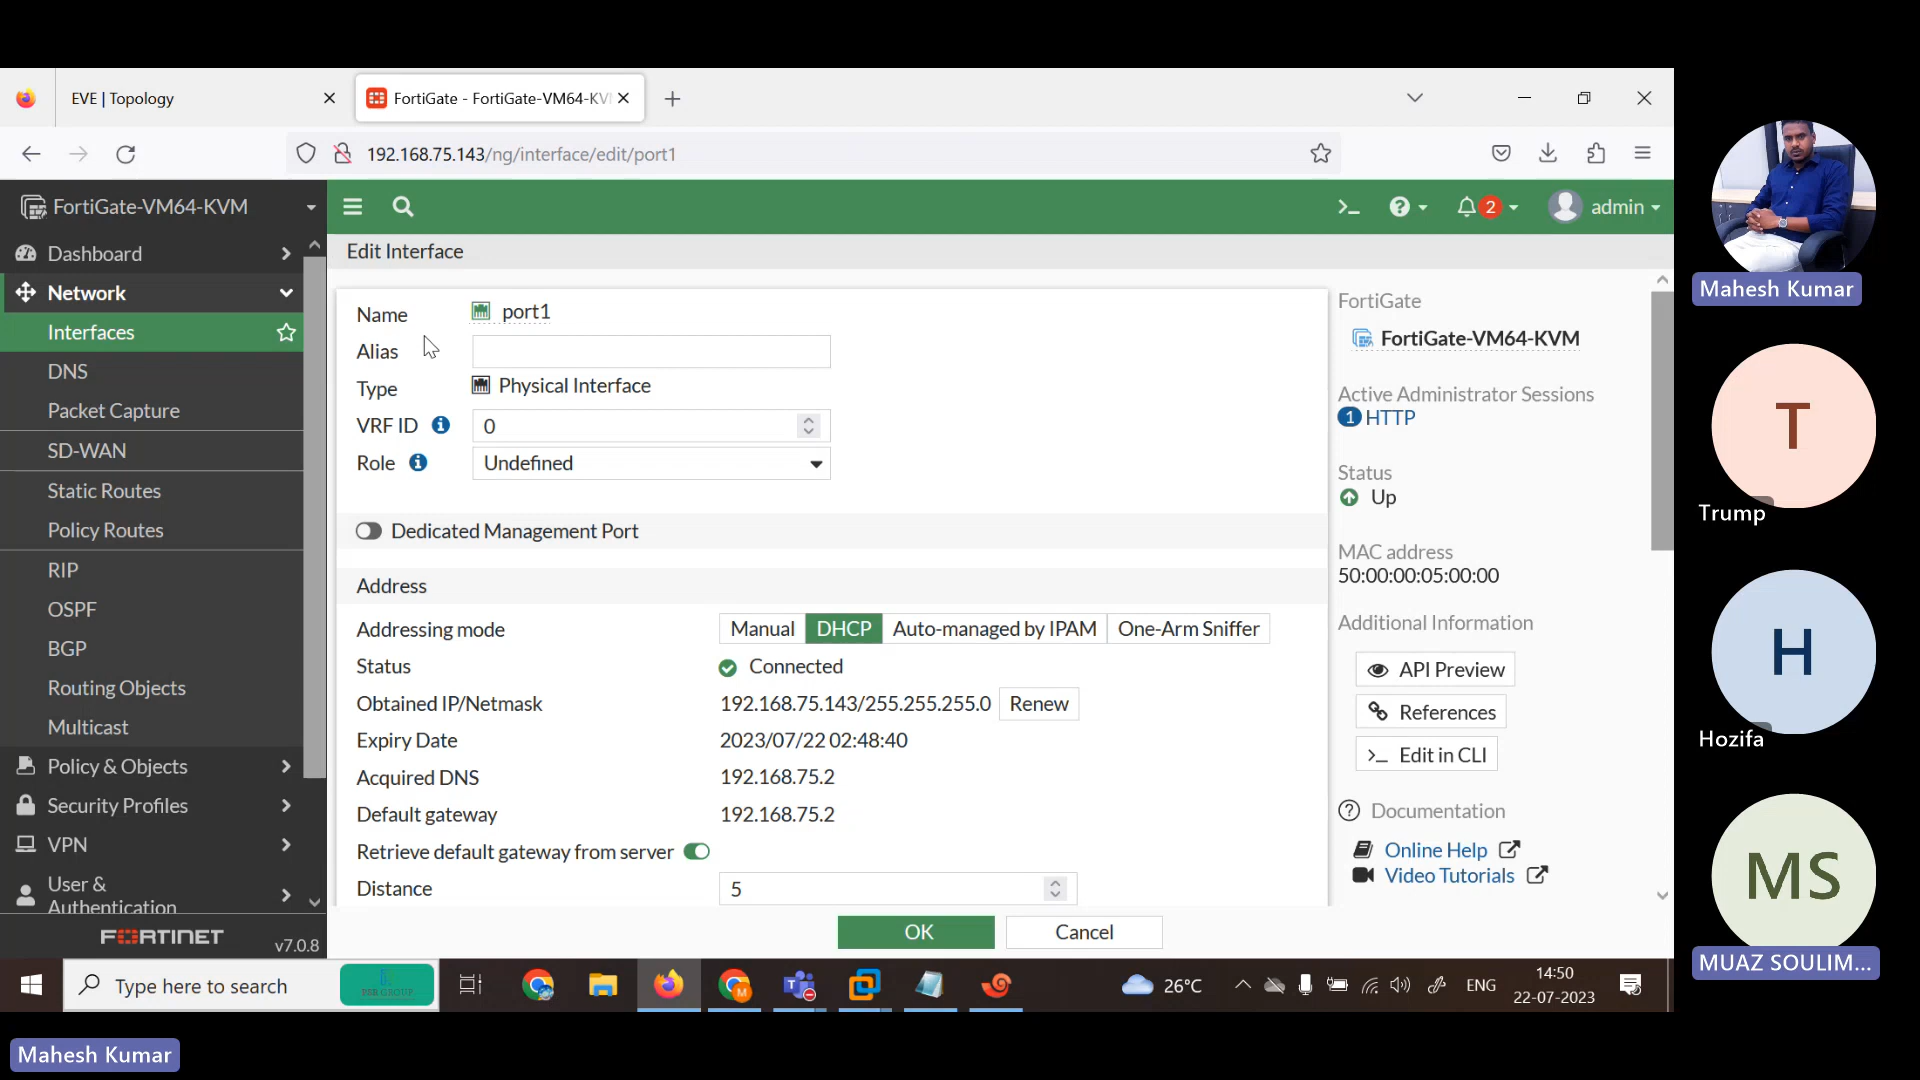 EVE | Topology
FortiGate - FortiGate-VM64-KV
192.168.75.143/ng/interface/edit/port1
FortiGate-VM64-KVM
2
admin
Dashboard
Network
Interfaces
DNS
Packet Capture
SD-WAN
Static Routes
Policy Routes
RIP
OSPF
BGP
Routing Objects
Multicast
Policy & Objects
Security Profiles
VPN
User &
Authentication
FORTINET
v7.0.8
Edit Interface
Name
port1
Alias
Type
Physical Interface
VRF ID
0
Role
Undefined
Dedicated Management Port
Address
Addressing mode
Manual
DHCP
Auto-managed by IPAM
One-Arm Sniffer
Status
Connected
Obtained IP/Netmask
192.168.75.143/255.255.255.0
Renew
Expiry Date
2023/07/22 02:48:40
Acquired DNS
192.168.75.2
Default gateway
192.168.75.2
Retrieve default gateway from server
Distance
5
OK
Cancel
FortiGate
FortiGate-VM64-KVM
Active Administrator Sessions
1 HTTP
Status
Up
MAC address
50:00:00:05:00:00
Additional Information
API Preview
References
>_ Edit in CLI
Documentation
Online Help
Video Tutorials
Type here to search
PSB GROUP
26°C
ENG
14:50
22-07-2023
Mahesh Kumar
T
Trump
H
Hozifa
MS
MUAZ SOULIM...
Mahesh Kumar